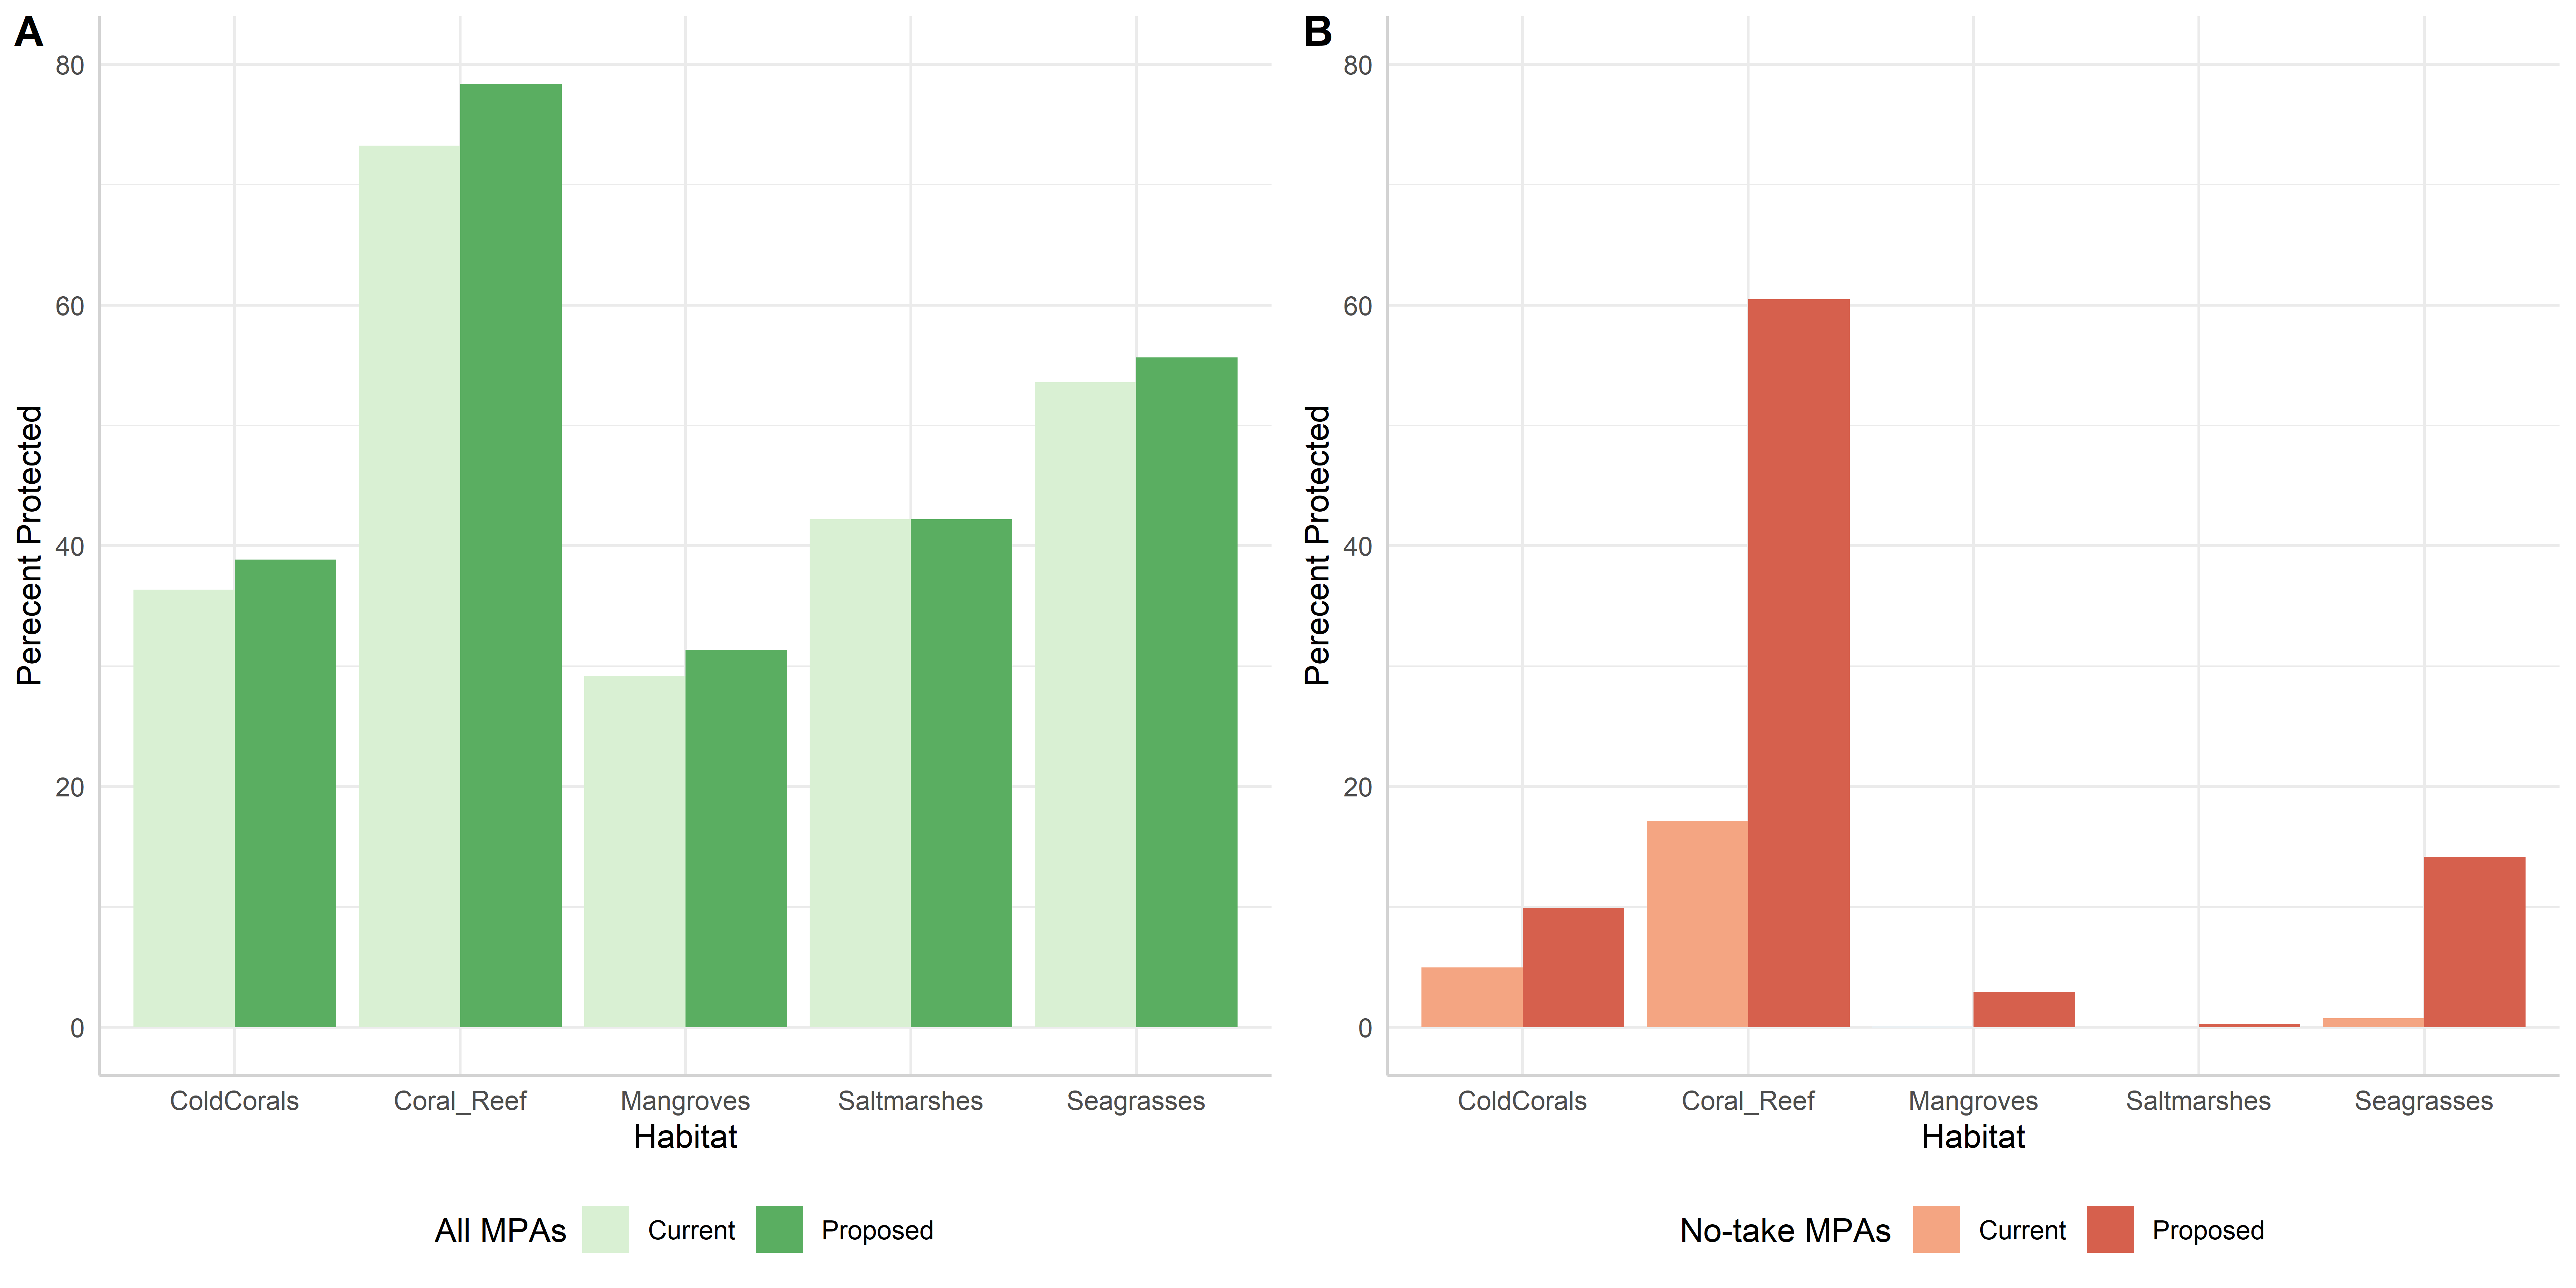 A
80
60
40
20
0
Perecent Protected
ColdCorals Coral_Reef Mangroves Saltmarshes Seagrasses
Habitat
All MPAs Current Proposed
B
80
60
40
20
0
Perecent Protected
ColdCorals Coral_Reef Mangroves Saltmarshes Seagrasses
Habitat
No-take MPAs Current Proposed